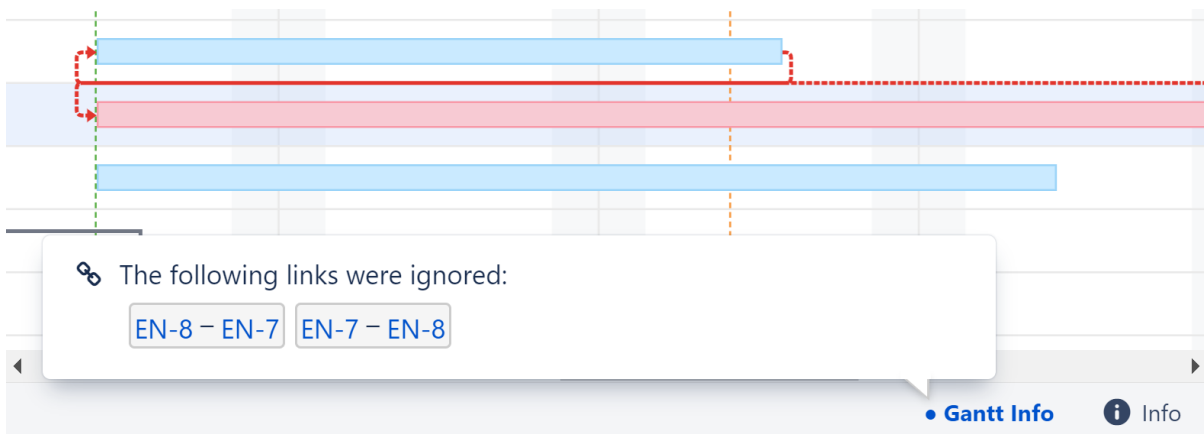 The following links were ignored:
EN-8 – EN-7 EN-7 – EN-8
Gantt Info Info